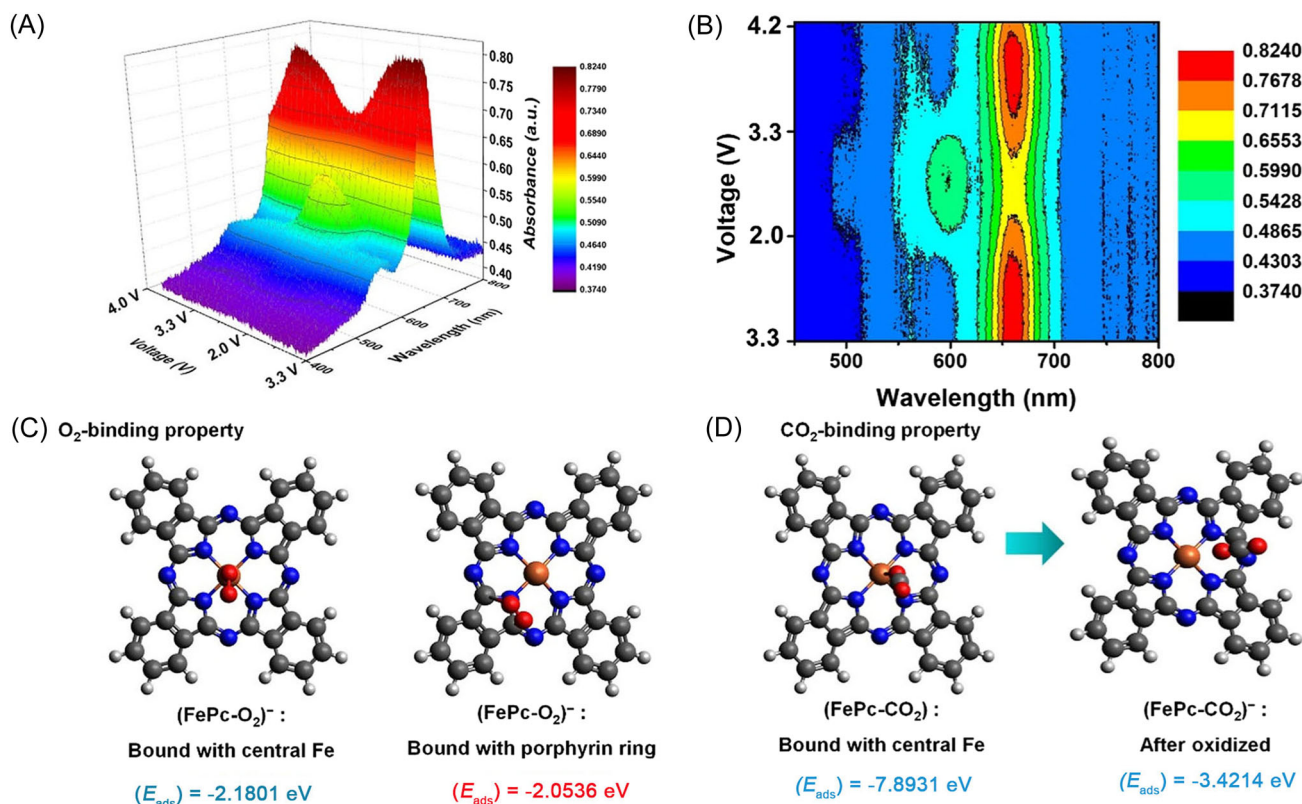 (A)
0.80
0.75
0.70
0.65
0.60
0.55
0.50
0.45
0.40
Absorbance (a.u.)
0.8240
0.7790
0.7340
0.6890
0.6440
0.5990
0.5540
0.5090
0.4640
0.4190
0.3740
4.0 V
3.3 V
2.0 V
3.3 V
Voltage (V)
400
500
600
700
800
Wavelength (nm)
(B)
4.2
3.3
2.0
3.3
Voltage (V)
500
600
700
800
Wavelength (nm)
0.8240
0.7678
0.7115
0.6553
0.5990
0.5428
0.4865
0.4303
0.3740
(C)
O₂-binding property
(FePc-O₂)⁻ :
Bound with central Fe
(Eads) = -2.1801 eV
(FePc-O₂)⁻ :
Bound with porphyrin ring
(Eads) = -2.0536 eV
(D)
CO₂-binding property
(FePc-CO₂) :
Bound with central Fe
(Eads) = -7.8931 eV
(FePc-CO₂)⁻ :
After oxidized
(Eads) = -3.4214 eV